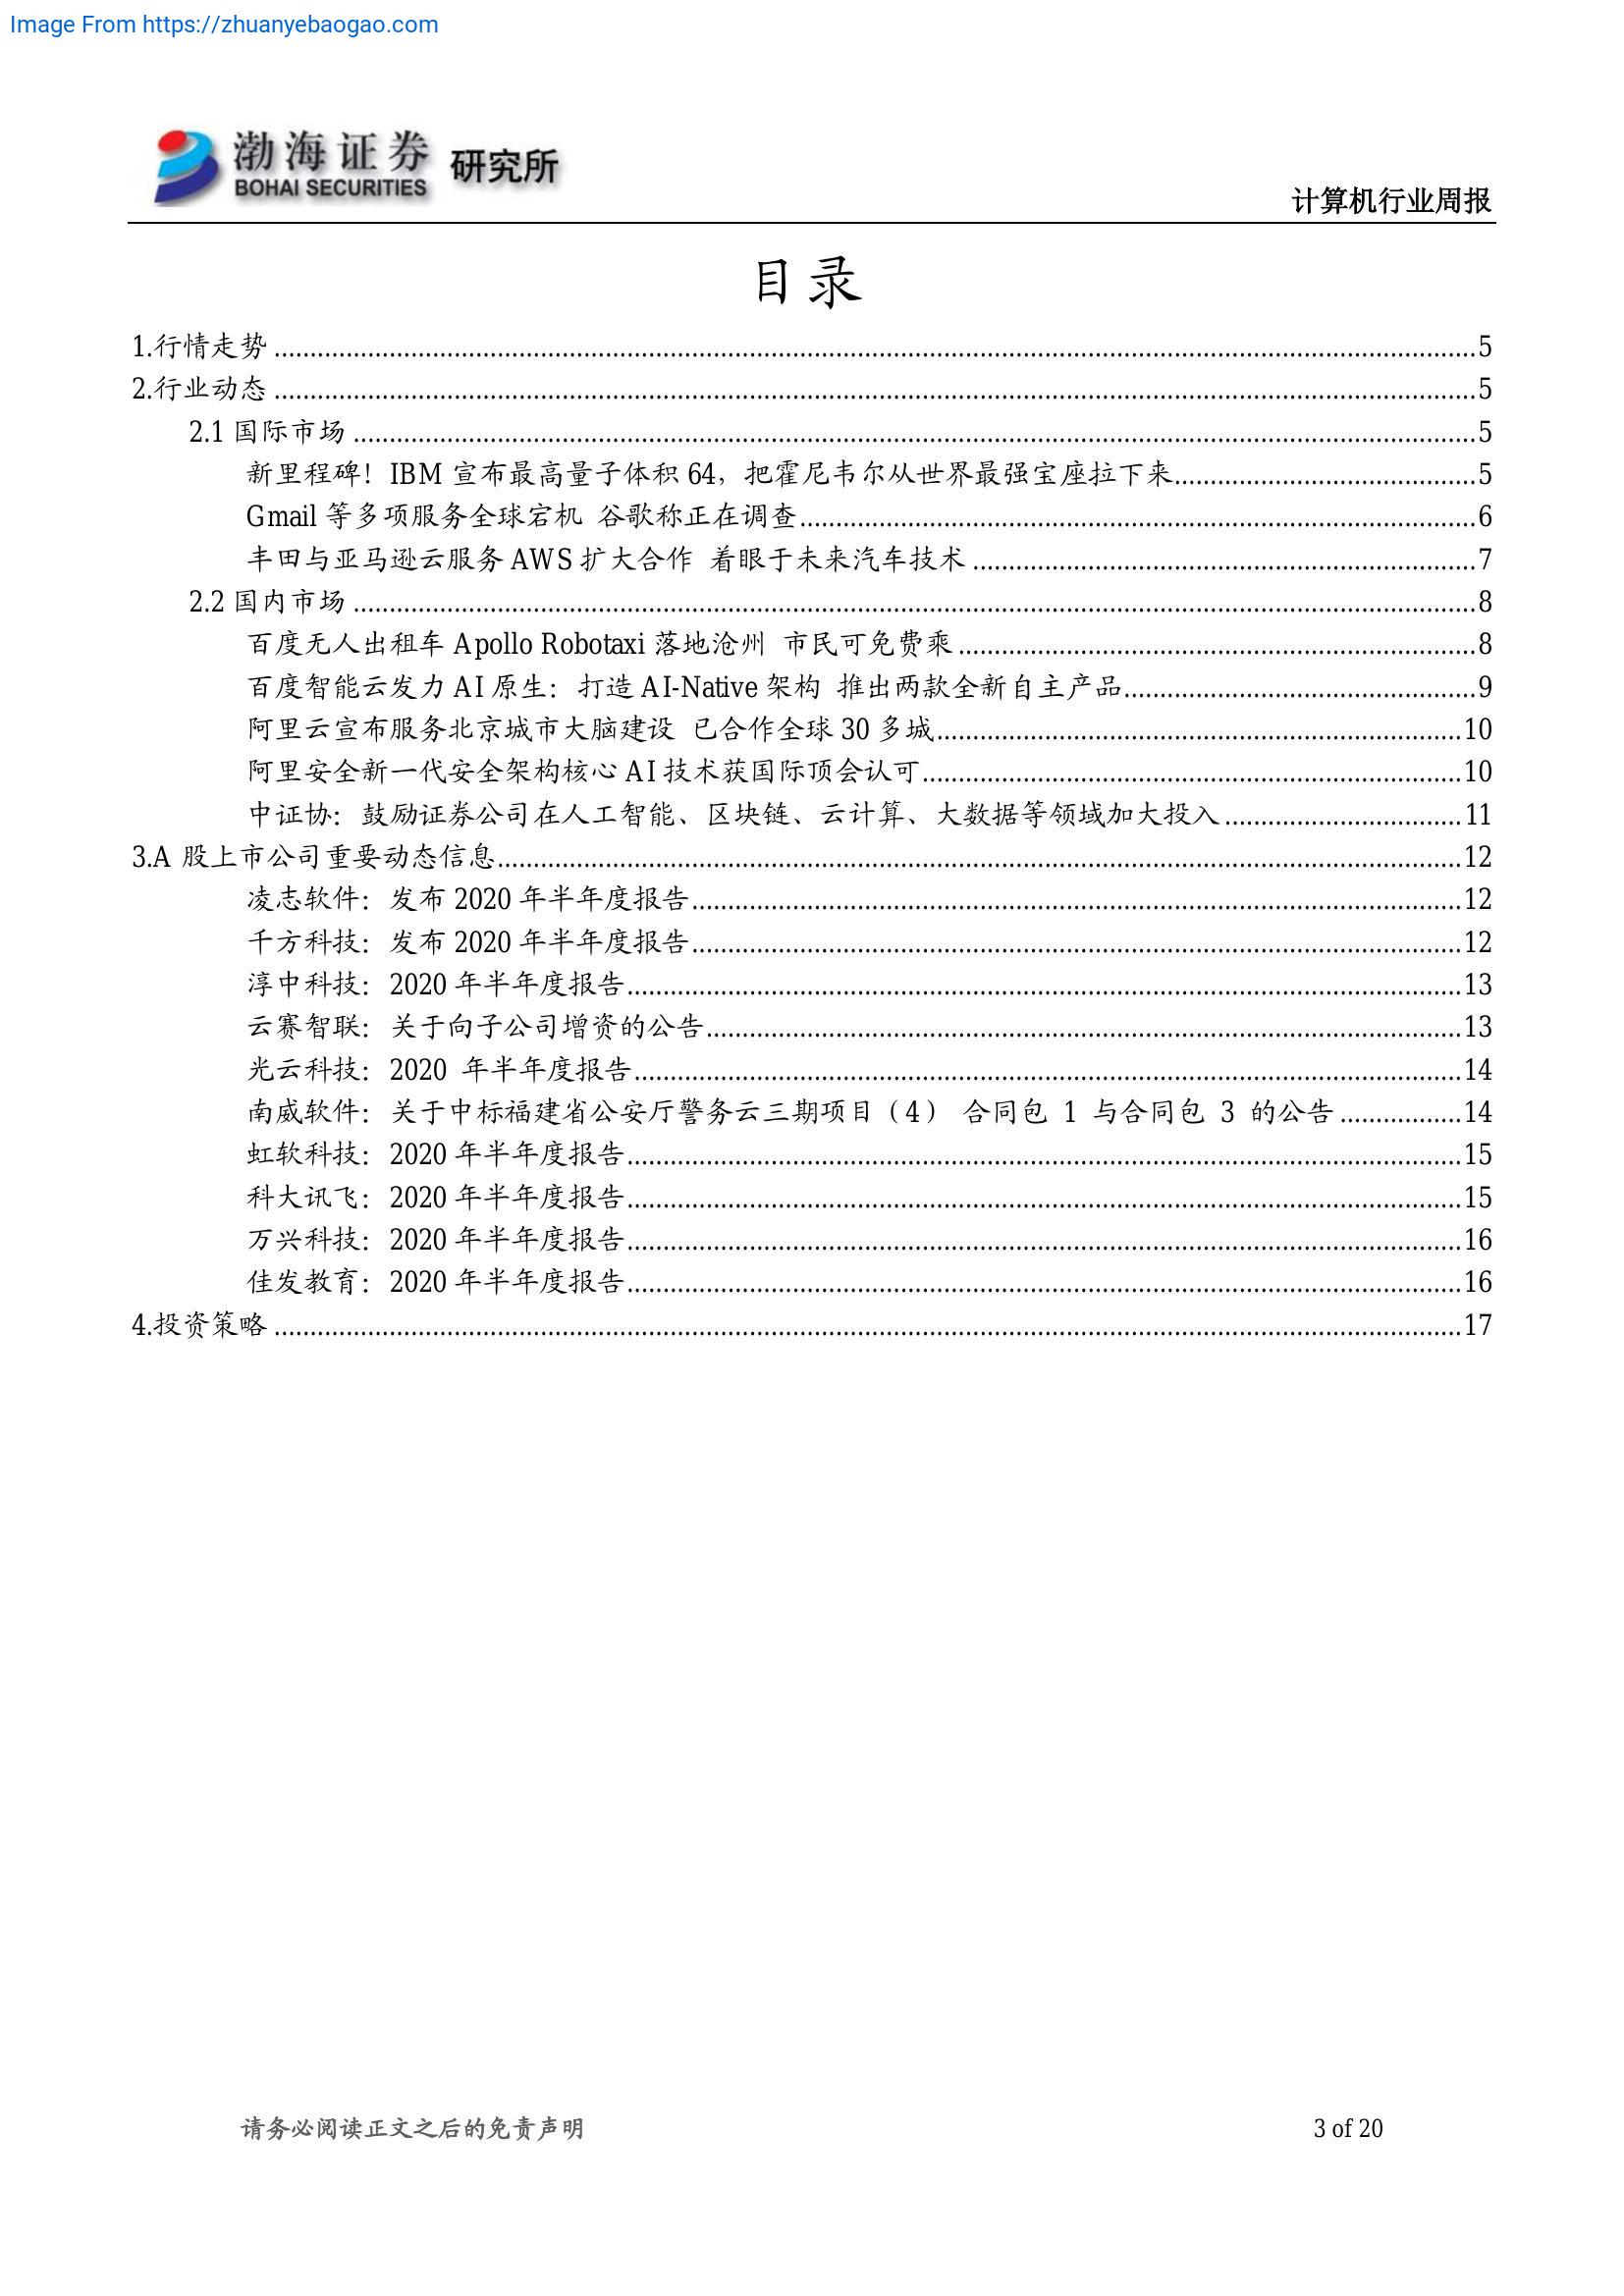 Image From https://zhuanyebaogao.com
渤海证券 研究所
BOHAI SECURITIES
计算机行业周报
目录
1.行情走势 ........ 5
2.行业动态 ........ 5
2.1 国际市场 ........ 5
新里程碑！IBM 宣布最高量子体积 64，把霍尼韦尔从世界最强宝座拉下来 ........ 5
Gmail 等多项服务全球宕机 谷歌称正在调查 ........ 6
丰田与亚马逊云服务 AWS 扩大合作 着眼于未来汽车技术 ........ 7
2.2 国内市场 ........ 8
百度无人出租车 Apollo Robotaxi 落地沧州 市民可免费乘 ........ 8
百度智能云发力 AI 原生：打造 AI-Native 架构 推出两款全新自主产品 ........ 9
阿里云宣布服务北京城市大脑建设 已合作全球 30 多城 ........ 10
阿里安全新一代安全架构核心 AI 技术获国际顶会认可 ........ 10
中证协：鼓励证券公司在人工智能、区块链、云计算、大数据等领域加大投入 ........ 11
3.A 股上市公司重要动态信息 ........ 12
凌志软件：发布 2020 年半年度报告 ........ 12
千方科技：发布 2020 年半年度报告 ........ 12
淳中科技：2020 年半年度报告 ........ 13
云赛智联：关于向子公司增资的公告 ........ 13
光云科技：2020 年半年度报告 ........ 14
南威软件：关于中标福建省公安厅警务云三期项目（4） 合同包 1 与合同包 3 的公告 ........ 14
虹软科技：2020 年半年度报告 ........ 15
科大讯飞：2020 年半年度报告 ........ 15
万兴科技：2020 年半年度报告 ........ 16
佳发教育：2020 年半年度报告 ........ 16
4.投资策略 ........ 17
请务必阅读正文之后的免责声明
3 of 20